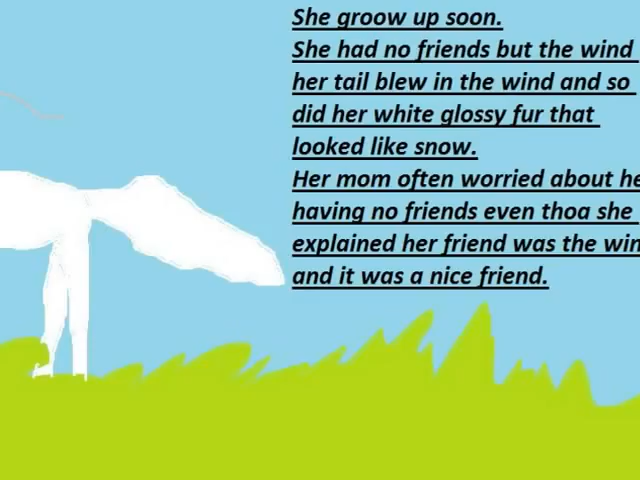 She groow up soon.
She had no friends but the wind
her tail blew in the wind and so
did her white glossy fur that
looked like snow.
Her mom often worried about
having no friends even thoa she
explained her friend was the
and it was a nice friend.